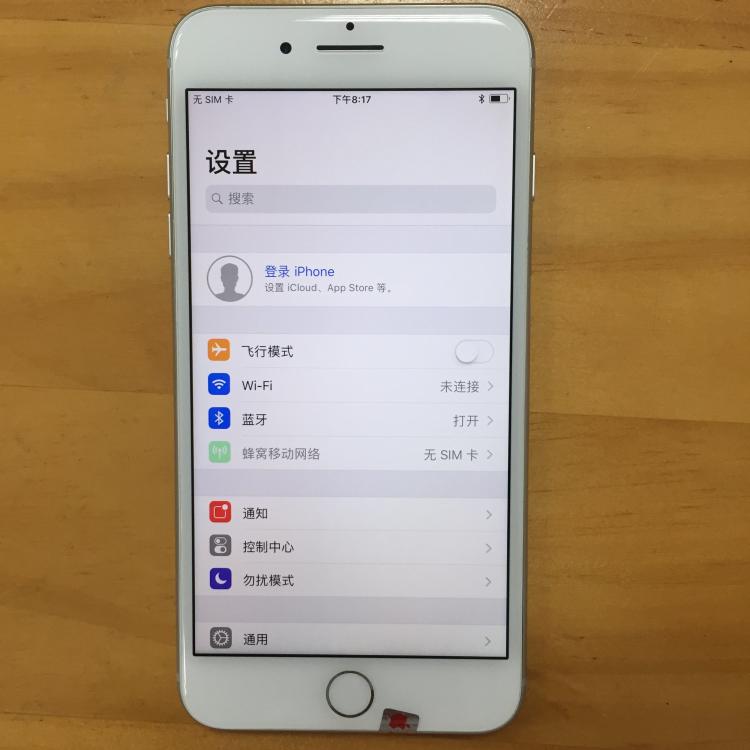 无 SIM 卡 下午8:17
设置
搜索
登录 iPhone
设置 iCloud、App Store 等。
飞行模式
Wi-Fi 未连接
蓝牙 打开
蜂窝移动网络 无 SIM 卡
通知
控制中心
勿扰模式
通用